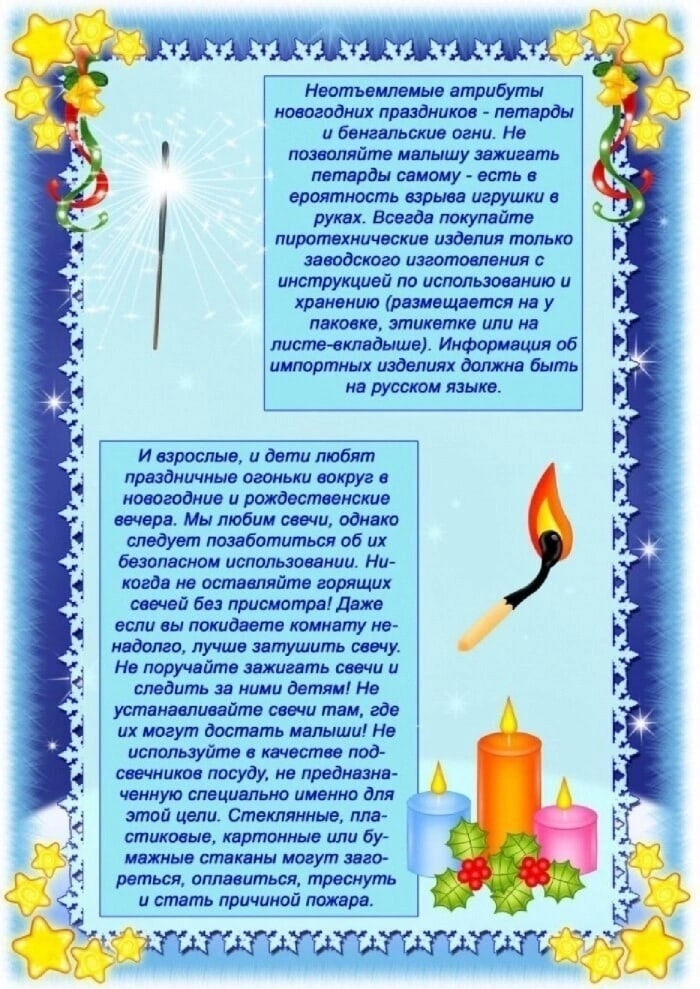 Неотъемлемые атрибуты
новогодних праздников - петарды
и бенгальские огни. Не
позволяйте малышу зажигать
петарды самому - есть в
ероятность взрыва игрушки в
руках. Всегда покупайте
пиротехнические изделия только
заводского изготовления с
инструкцией по использованию и
хранению (размещается на у
паковке, этикетке или на
листе-вкладыше). Информация об
импортных изделиях должна быть
на русском языке.
И взрослые, и дети любят
праздничные огоньки вокруг в
новогодние и рождественские
вечера. Мы любим свечи, однако
следует позаботиться об их
безопасном использовании. Ни-
когда не оставляйте горящих
свечей без присмотра! Даже
если вы покидаете комнату не-
надолго, лучше затушить свечу.
Не поручайте зажигать свечи и
следить за ними детям! Не
устанавливайте свечи там, где
их могут достать малыши! Не
используйте в качестве под-
свечников посуду, не предназна-
ченную специально именно для
этой цели. Стеклянные, пла-
стиковые, картонные или бу-
мажные стаканы могут заго-
реться, оплавиться, треснуть
и стать причиной пожара.